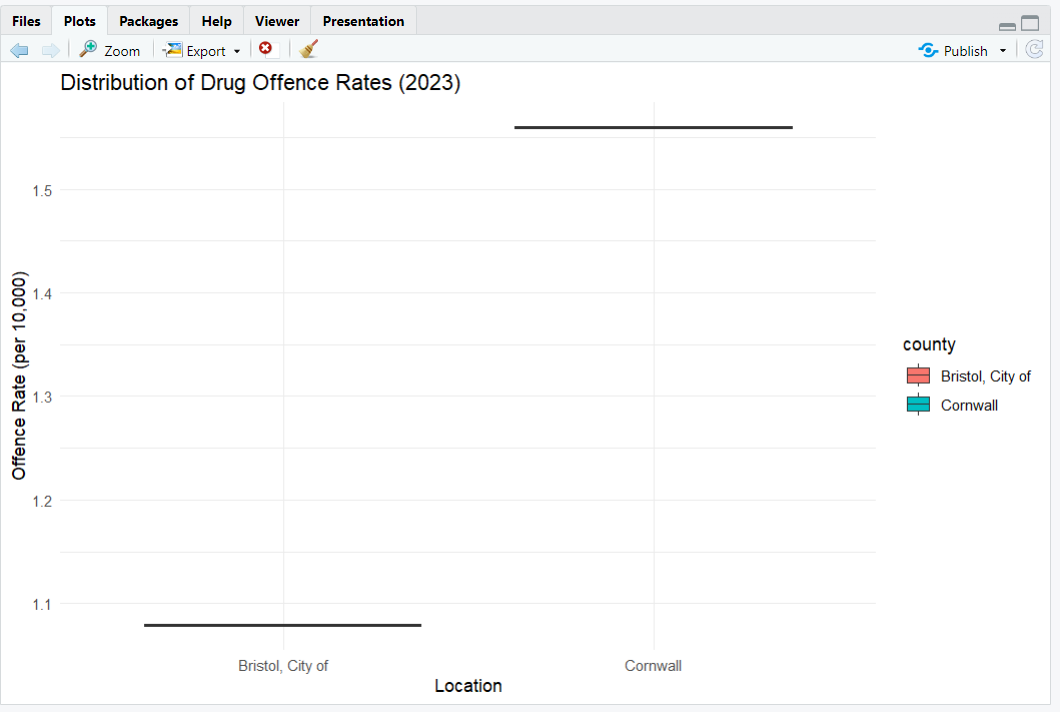 Files Plots Packages Help Viewer Presentation
Zoom Export Publish
Distribution of Drug Offence Rates (2023)
Offence Rate (per 10,000)
1.5
1.4
1.3
1.2
1.1
Bristol, City of Cornwall
Location
county
Bristol, City of
Cornwall